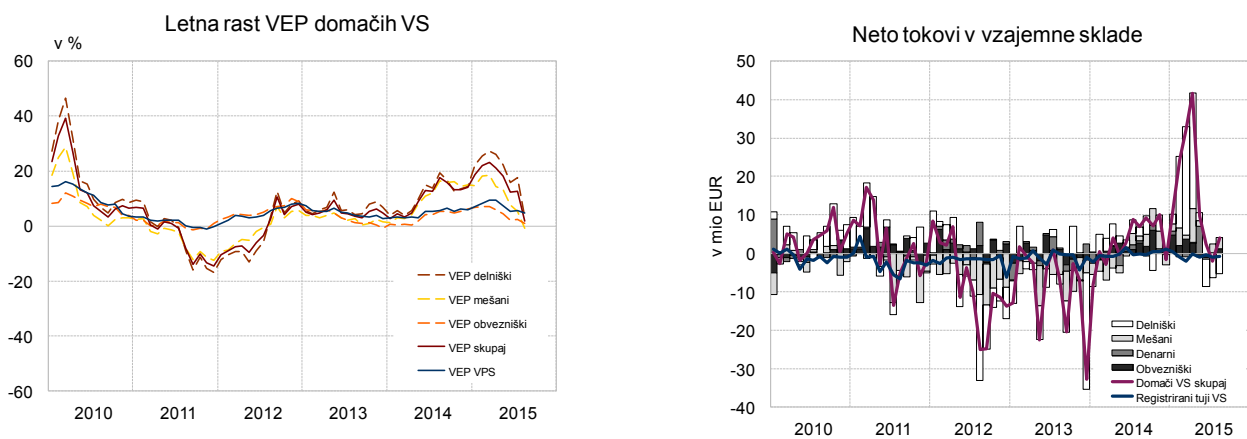 Letna rast VEP domačih VS
v %
60
40
20
0
-20
-40
-60
VEP delniški
VEP mešani
VEP obvezniški
VEP skupaj
VEP VPS
2010 2011 2012 2013 2014 2015
Neto tokovi v vzajemne sklade
v mio EUR
50
40
30
20
10
0
-10
-20
-30
-40
Delniški
Mešani
Denarni
Obvezniški
Domači VS skupaj
Registrirani tuji VS
2010 2011 2012 2013 2014 2015